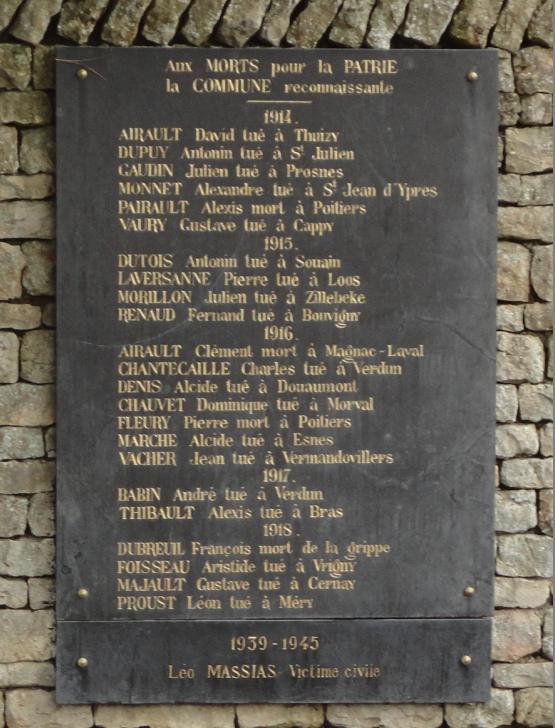 Aux MORTS pour la PATRIE
la COMMUNE reconnaissante
1914.
AIRAULT David tué à Thuizy
DUPUY Antonin tué à St Julien
GAUDIN Julien tué à Prosnes
MONNET Alexandre tué à St Jean d'Ypres
PAIRAULT Alexis mort à Poitiers
VAURY Gustave tué à Cappy
1915.
DUTOIS Antonin tué à Souain
LAVERSANNE Pierre tué à Loos
MORILLON Julien tué à Zillebeke
RENAUD Fernand tué à Bouvigny
1916.
AIRAULT Clément mort à Magnac-Laval
CHANTECAILLE Charles tué à Verdun
DENIS Alcide tué à Douaumont
CHAUVET Dominique tué à Morval
FLEURY Pierre mort à Poitiers
MARCHE Alcide tué à Esnes
VACHER Jean tué à Vermandovillers
1917.
BABIN André tué à Verdun
THIBAULT Alexis tué à Bras
1918.
DUBREUIL François mort de la grippe
FOISSEAU Aristide tué à Vrigny
MAJAULT Gustave tué à Cernay
PROUST Léon tué à Méry
1939-1945
Léo MASSIAS Victime civile